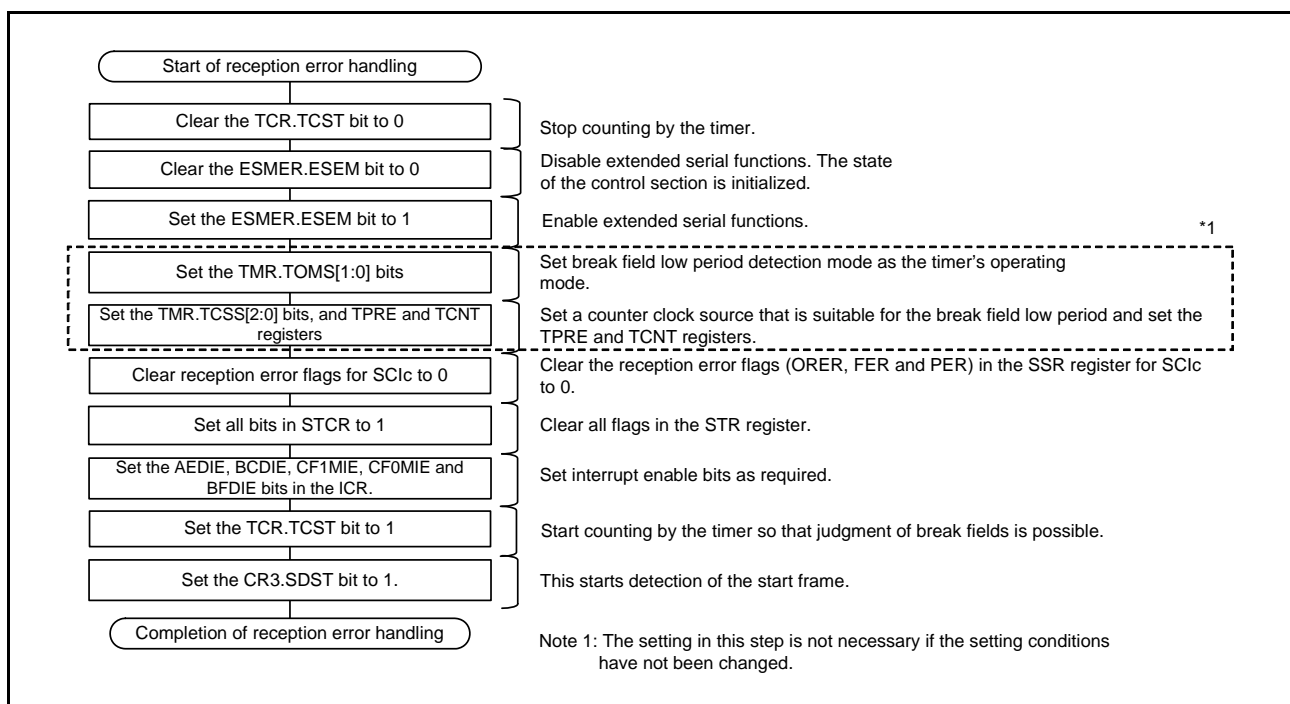 Start of reception error handling
Clear the TCR.TCST bit to 0
Stop counting by the timer.
Clear the ESMER.ESEM bit to 0
Disable extended serial functions. The state
of the control section is initialized.
Set the ESMER.ESEM bit to 1
Enable extended serial functions.
*1
Set the TMR.TOMS[1:0] bits
Set break field low period detection mode as the timer's operating
mode.
Set the TMR.TCSS[2:0] bits, and TPRE and TCNT
registers
Set a counter clock source that is suitable for the break field low period and set the
TPRE and TCNT registers.
Clear reception error flags for SCIc to 0
Clear the reception error flags (ORER, FER and PER) in the SSR register for SCIc
to 0.
Set all bits in STCR to 1
Clear all flags in the STR register.
Set the AEDIE, BCDIE, CF1MIE, CF0MIE and
BFDIE bits in the ICR.
Set interrupt enable bits as required.
Set the TCR.TCST bit to 1
Start counting by the timer so that judgment of break fields is possible.
Set the CR3.SDST bit to 1.
This starts detection of the start frame.
Completion of reception error handling
Note 1: The setting in this step is not necessary if the setting conditions
have not been changed.